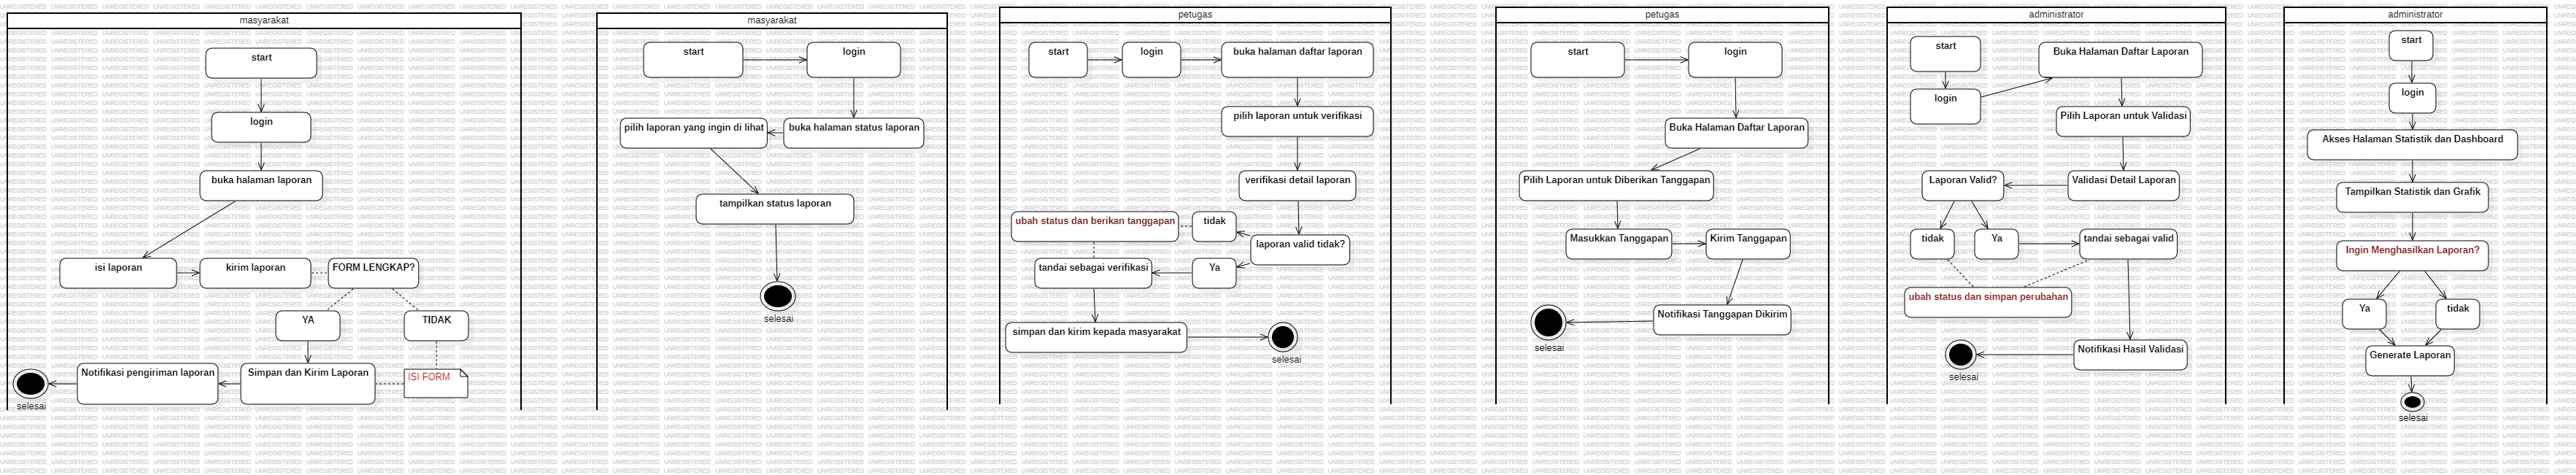 masyarakat
start
login
buka halaman laporan
isi laporan
kirim laporan
FORM LENGKAP?
YA
TIDAK
Notifikasi pengiriman laporan
Simpan dan Kirim Laporan
ISI FORM
selesai
masyarakat
start
login
pilih laporan yang ingin di lihat
buka halaman status laporan
tampilkan status laporan
selesai
petugas
start
login
buka halaman daftar laporan
pilih laporan untuk verifikasi
verifikasi detail laporan
ubah status dan berikan tanggapan
tidak
laporan valid tidak?
tandai sebagai verifikasi
Ya
simpan dan kirim kepada masyarakat
selesai
petugas
start
login
Buka Halaman Daftar Laporan
Pilih Laporan untuk Diberikan Tanggapan
Masukkan Tanggapan
Kirim Tanggapan
Notifikasi Tanggapan Dikirim
selesai
administrator
start
Buka Halaman Daftar Laporan
login
Pilih Laporan untuk Validasi
Laporan Valid?
Validasi Detail Laporan
tidak
Ya
tandai sebagai valid
ubah status dan simpan perubahan
Notifikasi Hasil Validasi
selesai
administrator
start
login
Akses Halaman Statistik dan Dashboard
Tampilkan Statistik dan Grafik
Ingin Menghasilkan Laporan?
Ya
tidak
Generate Laporan
selesai
UNREGISTERED